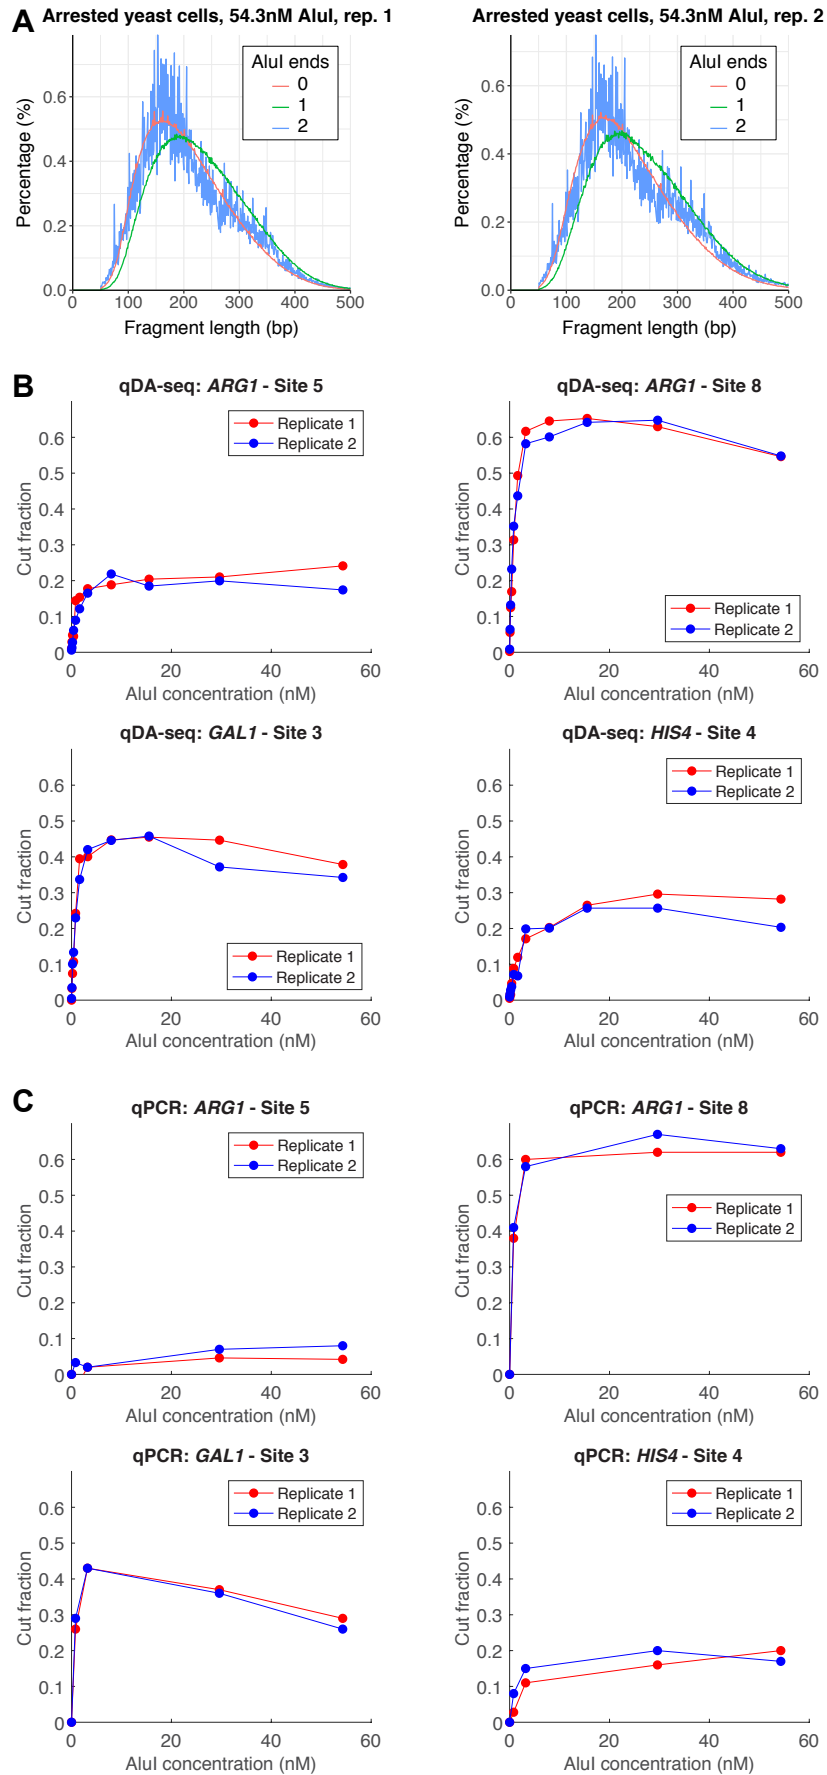 A
Arrested yeast cells, 54.3nM AluI, rep. 1
Percentage (%)
0.6
0.4
0.2
0.0
AluI ends
0
1
2
0 100 200 300 400 500
Fragment length (bp)
Arrested yeast cells, 54.3nM AluI, rep. 2
Percentage (%)
0.6
0.4
0.2
0.0
AluI ends
0
1
2
0 100 200 300 400 500
Fragment length (bp)
B
qDA-seq: ARG1 - Site 5
Cut fraction
0.6
0.5
0.4
0.3
0.2
0.1
0
Replicate 1
Replicate 2
0 20 40 60
AluI concentration (nM)
qDA-seq: ARG1 - Site 8
Cut fraction
0.6
0.5
0.4
0.3
0.2
0.1
0
Replicate 1
Replicate 2
0 20 40 60
AluI concentration (nM)
qDA-seq: GAL1 - Site 3
Cut fraction
0.6
0.5
0.4
0.3
0.2
0.1
0
Replicate 1
Replicate 2
0 20 40 60
AluI concentration (nM)
qDA-seq: HIS4 - Site 4
Cut fraction
0.6
0.5
0.4
0.3
0.2
0.1
0
Replicate 1
Replicate 2
0 20 40 60
AluI concentration (nM)
C
qPCR: ARG1 - Site 5
Cut fraction
0.6
0.5
0.4
0.3
0.2
0.1
0
Replicate 1
Replicate 2
0 20 40 60
AluI concentration (nM)
qPCR: ARG1 - Site 8
Cut fraction
0.6
0.5
0.4
0.3
0.2
0.1
0
Replicate 1
Replicate 2
0 20 40 60
AluI concentration (nM)
qPCR: GAL1 - Site 3
Cut fraction
0.6
0.5
0.4
0.3
0.2
0.1
0
Replicate 1
Replicate 2
0 20 40 60
AluI concentration (nM)
qPCR: HIS4 - Site 4
Cut fraction
0.6
0.5
0.4
0.3
0.2
0.1
0
Replicate 1
Replicate 2
0 20 40 60
AluI concentration (nM)